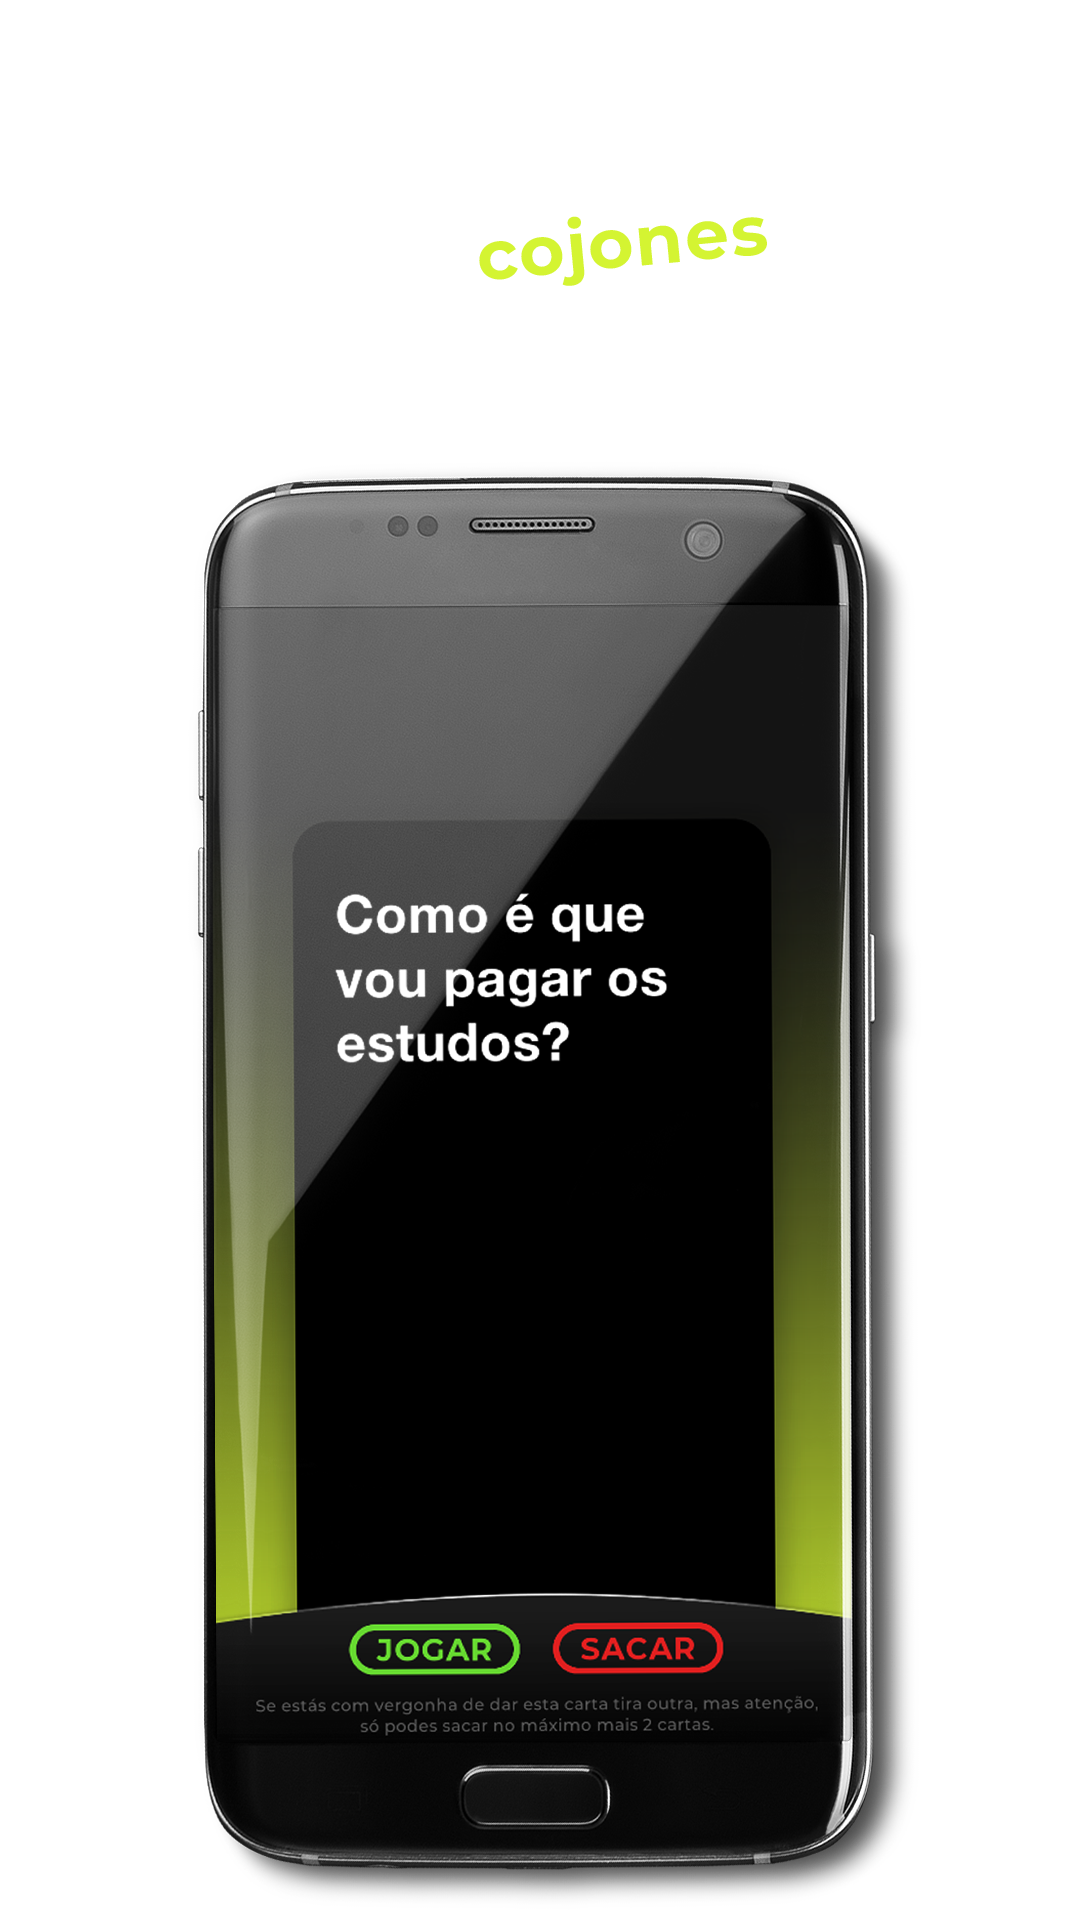 cojones
Como é que
vou pagar os
estudos?
JOGAR
SACAR
Se estás com vergonha de dar esta carta tira outra, mas atenção,
só podes sacar no máximo mais 2 cartas.